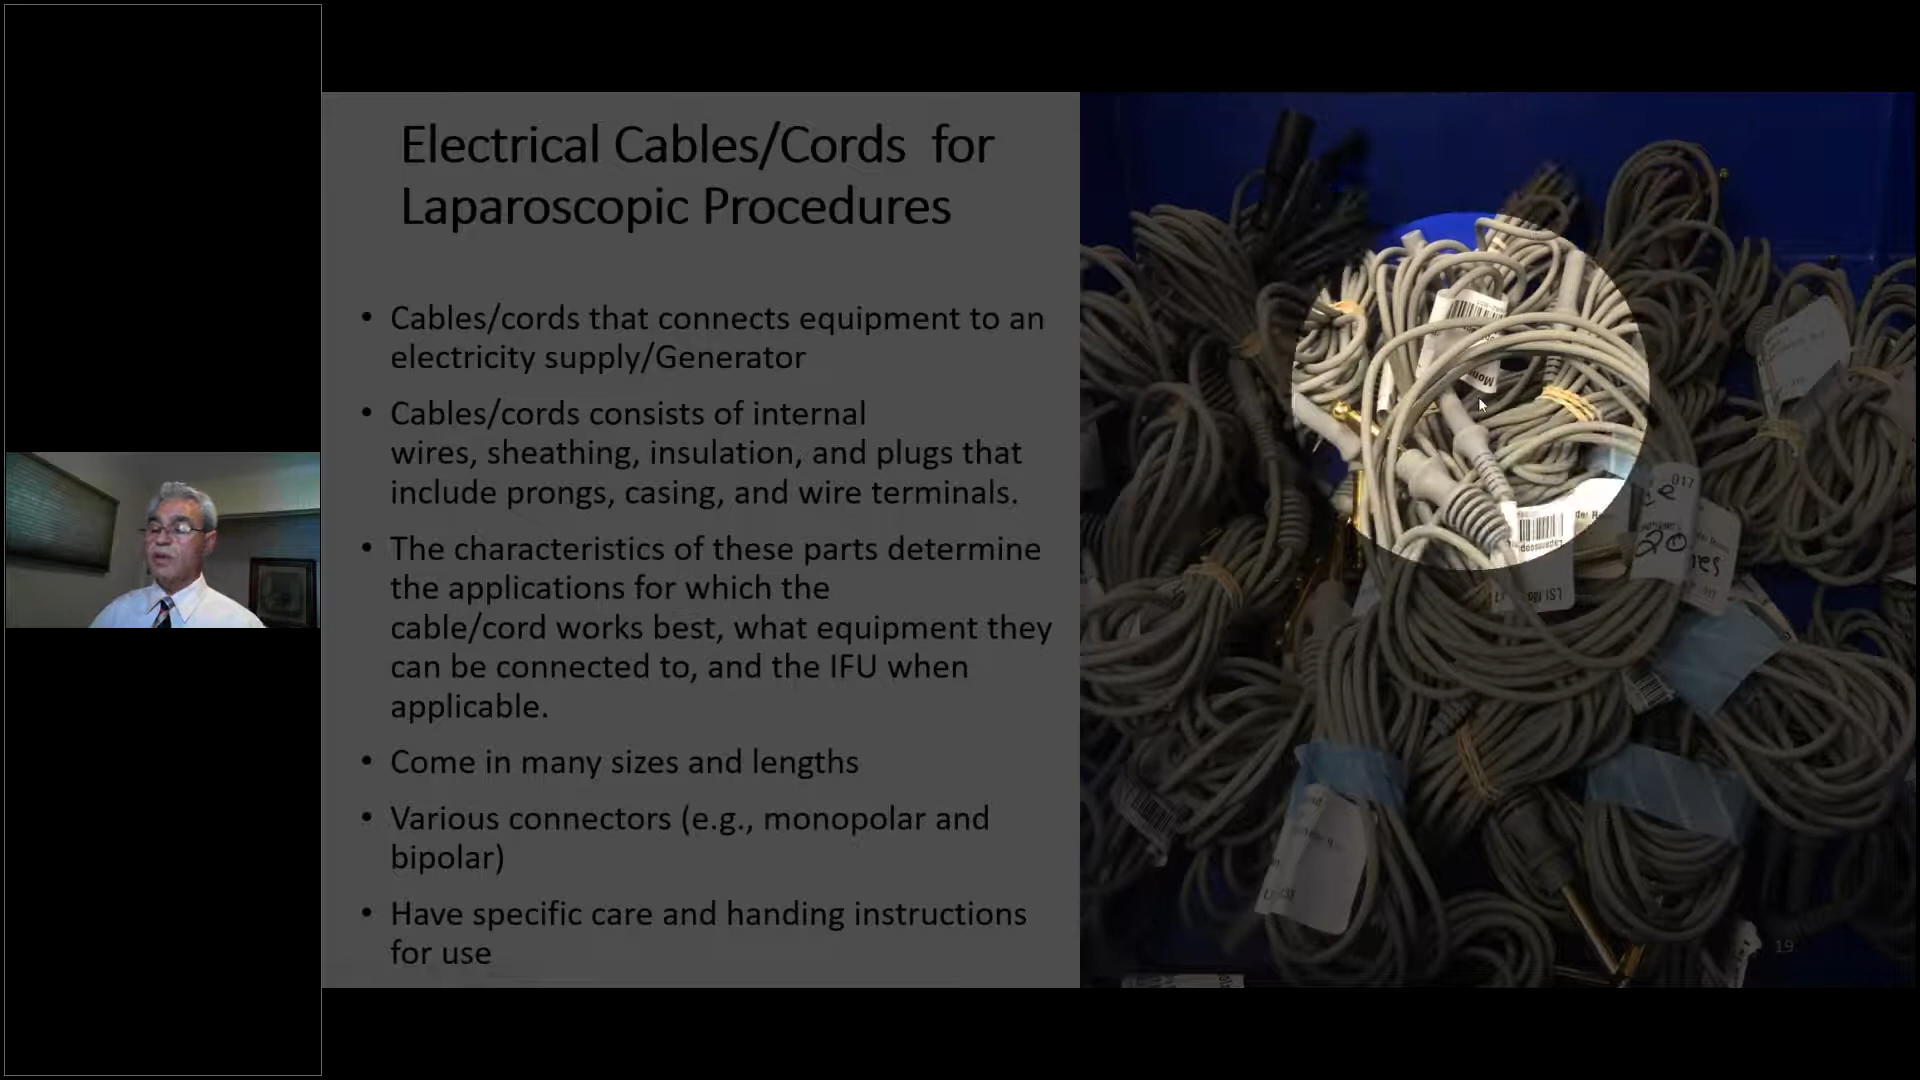 Electrical Cables/Cords for
Laparoscopic Procedures
• Cables/cords that connects equipment to an
electricity supply/Generator
• Cables/cords consists of internal
wires, sheathing, insulation, and plugs that
include prongs, casing, and wire terminals.
• The characteristics of these parts determine
the applications for which the
cable/cord works best, what equipment they
can be connected to, and the IFU when
applicable.
• Come in many sizes and lengths
• Various connectors (e.g., monopolar and
bipolar)
• Have specific care and handing instructions
for use
017
20
19